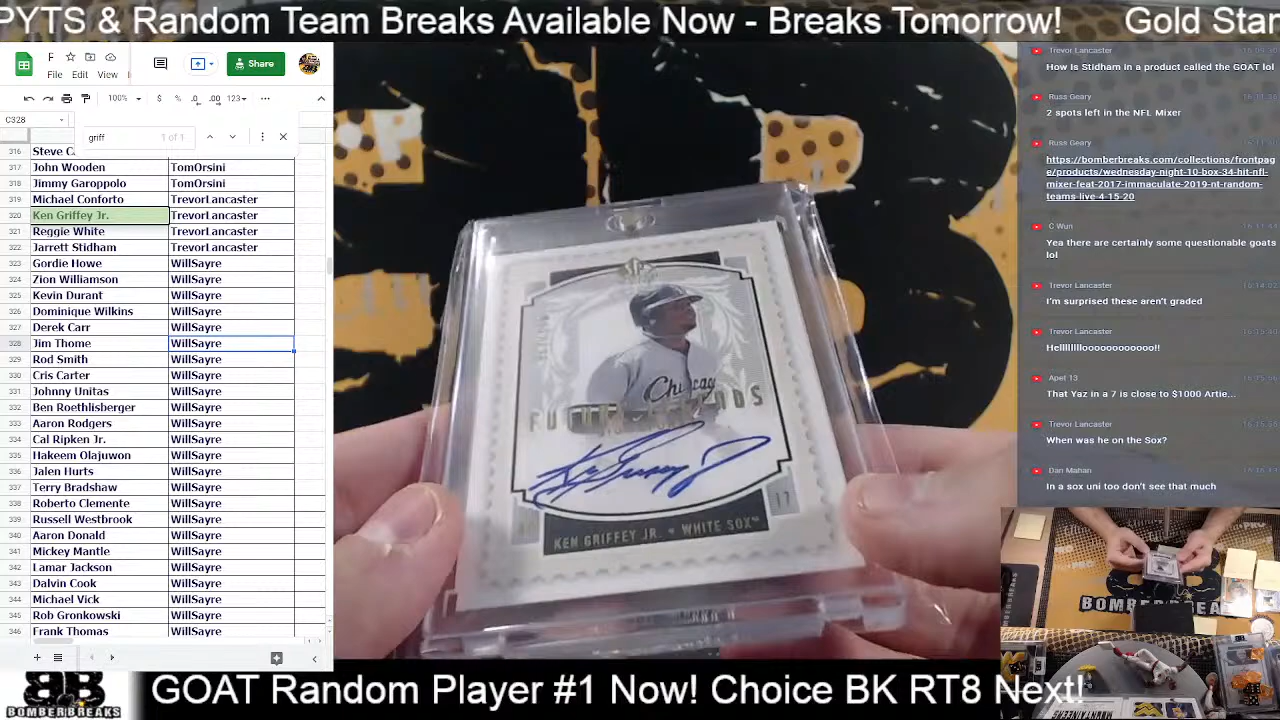 PYTS & Random Team Breaks Available Now - Breaks Tomorrow!
Gold Star
F
File Edit View
Share
100%
$ % .0 .00 123
C328
griff 1 of 1
316 Steve C
317 John Wooden TomOrsini
318 Jimmy Garoppolo TomOrsini
319 Michael Conforto TrevorLancaster
320 Ken Griffey Jr. TrevorLancaster
321 Reggie White TrevorLancaster
322 Jarrett Stidham TrevorLancaster
323 Gordie Howe WillSayre
324 Zion Williamson WillSayre
325 Kevin Durant WillSayre
326 Dominique Wilkins WillSayre
327 Derek Carr WillSayre
328 Jim Thome WillSayre
329 Rod Smith WillSayre
330 Cris Carter WillSayre
331 Johnny Unitas WillSayre
332 Ben Roethlisberger WillSayre
333 Aaron Rodgers WillSayre
334 Cal Ripken Jr. WillSayre
335 Hakeem Olajuwon WillSayre
336 Jalen Hurts WillSayre
337 Terry Bradshaw WillSayre
338 Roberto Clemente WillSayre
339 Russell Westbrook WillSayre
340 Aaron Donald WillSayre
341 Mickey Mantle WillSayre
342 Lamar Jackson WillSayre
343 Dalvin Cook WillSayre
344 Michael Vick WillSayre
345 Rob Gronkowski WillSayre
346 Frank Thomas WillSayre
Chicago
KEN GRIFFEY JR. • WHITE SOX
17
Trevor Lancaster
How is Stidham in a product called the GOAT lol
Russ Geary
2 spots left in the NFL Mixer
Russ Geary
https://bomberbreaks.com/collections/frontpag
e/products/wednesday-night-10-box-34-hit-nfl-
mixer-feat-2017-immaculate-2019-nt-random-
teams-live-4-15-20
C Wun
Yea there are certainly some questionable goats
lol
Trevor Lancaster 16:14:02
I'm surprised these aren't graded
Trevor Lancaster
Helllllllloooooooooooo!!
Apet 13
That Yaz in a 7 is close to $1000 Artie...
Trevor Lancaster
When was he on the Sox?
Dan Mahan
In a sox uni too don't see that much
BOMBERBREAKS
BB
BOMBERBREAKS
GOAT Random Player #1 Now! Choice BK RT8 Next!